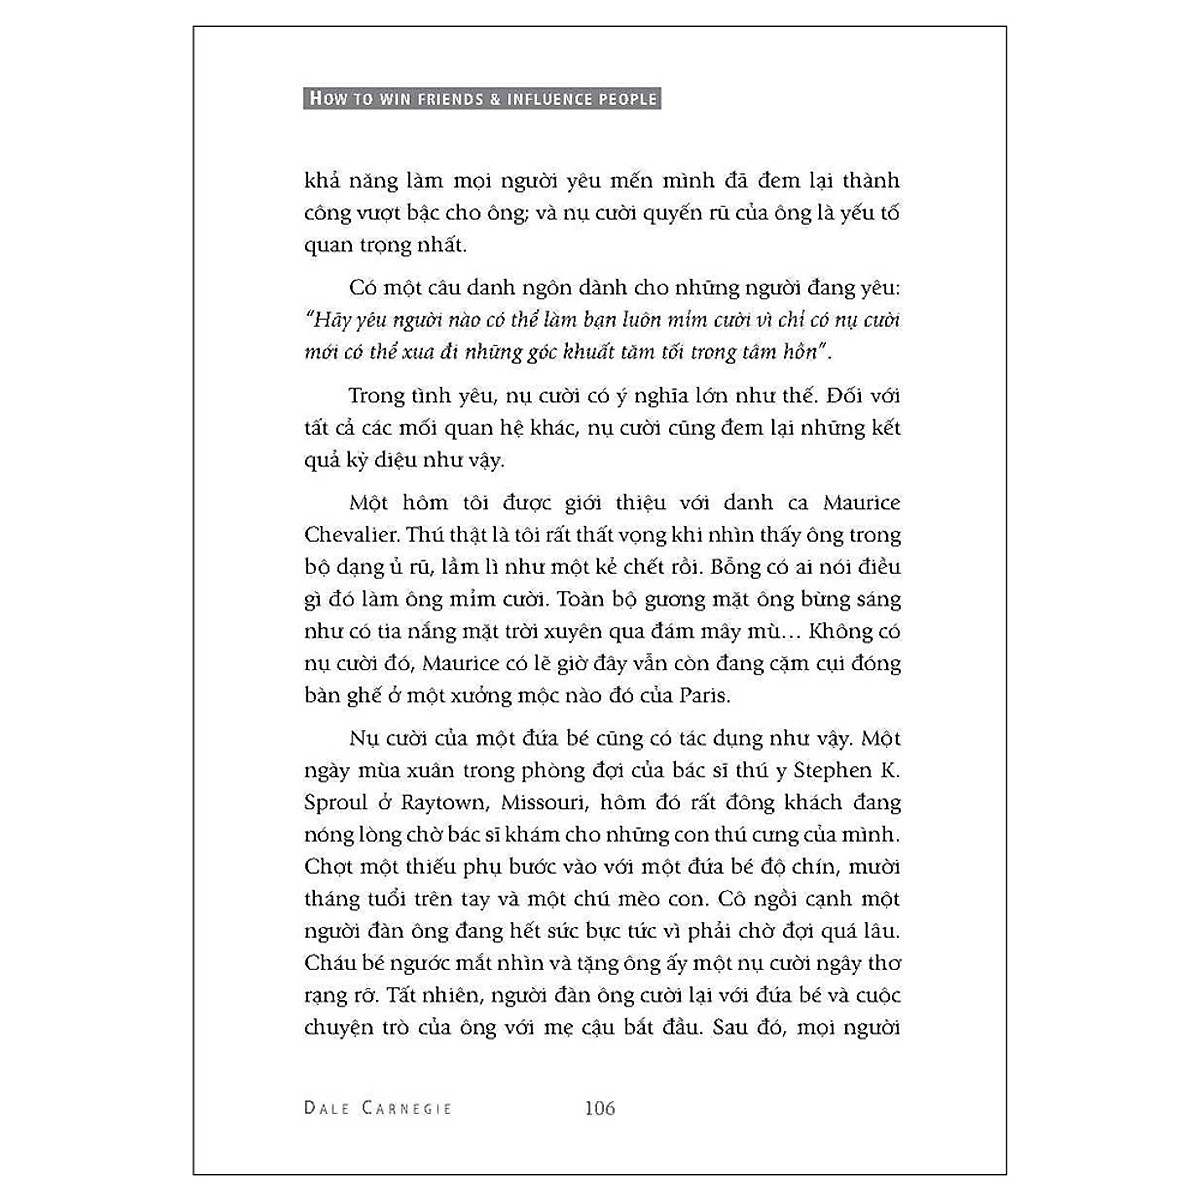 HOW TO WIN FRIENDS & INFLUENCE PEOPLE
khả năng làm mọi người yêu mến mình đã đem lại thành
công vượt bậc cho ông; và nụ cười quyến rũ của ông là yếu tố
quan trọng nhất.
Có một câu danh ngôn dành cho những người đang yêu:
“Hãy yêu người nào có thể làm bạn luôn mỉm cười vì chỉ có nụ cười
mới có thể xua đi những góc khuất tăm tối trong tâm hồn”.
Trong tình yêu, nụ cười có ý nghĩa lớn như thế. Đối với
tất cả các mối quan hệ khác, nụ cười cũng đem lại những kết
quả kỳ diệu như vậy.
Một hôm tôi được giới thiệu với danh ca Maurice
Chevalier. Thú thật là tôi rất thất vọng khi nhìn thấy ông trong
bộ dạng ủ rũ, lầm lì như một kẻ chết rồi. Bỗng có ai nói điều
gì đó làm ông mỉm cười. Toàn bộ gương mặt ông bừng sáng
như có tia nắng mặt trời xuyên qua đám mây mù… Không có
nụ cười đó, Maurice có lẽ giờ đây vẫn còn đang cặm cụi đóng
bàn ghế ở một xưởng mộc nào đó của Paris.
Nụ cười của một đứa bé cũng có tác dụng như vậy. Một
ngày mùa xuân trong phòng đợi của bác sĩ thú y Stephen K.
Sproul ở Raytown, Missouri, hôm đó rất đông khách đang
nóng lòng chờ bác sĩ khám cho những con thú cưng của mình.
Chợt một thiếu phụ bước vào với một đứa bé độ chín, mười
tháng tuổi trên tay và một chú mèo con. Cô ngồi cạnh một
người đàn ông đang hết sức bực tức vì phải chờ đợi quá lâu.
Cháu bé ngước mắt nhìn và tặng ông ấy một nụ cười ngây thơ
rạng rỡ. Tất nhiên, người đàn ông cười lại với đứa bé và cuộc
chuyện trò của ông với mẹ cậu bắt đầu. Sau đó, mọi người
DALE CARNEGIE 106